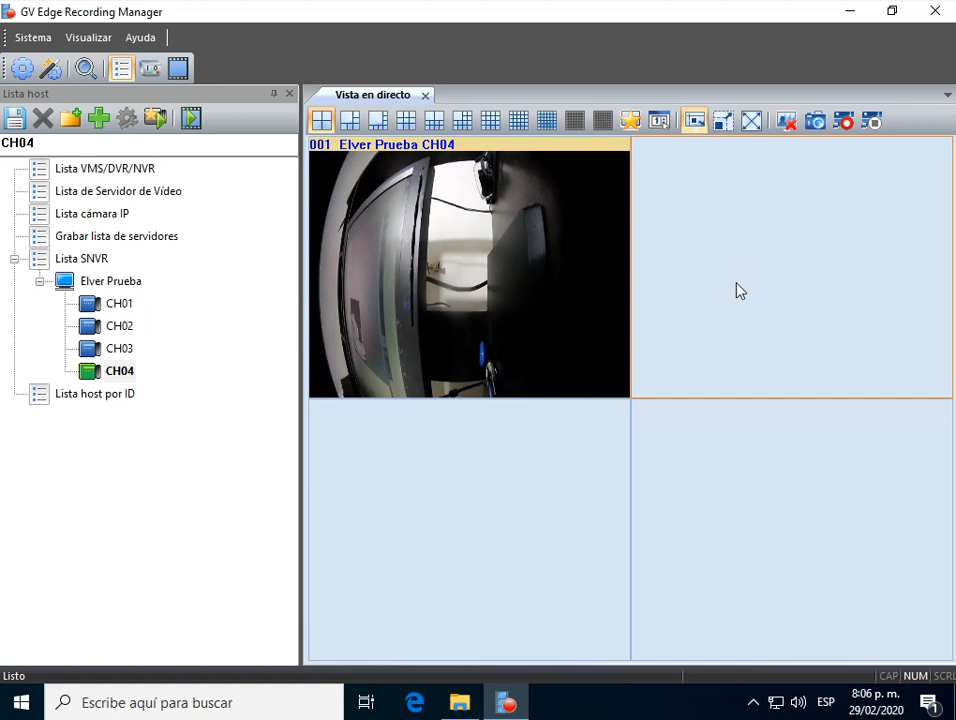 GV Edge Recording Manager
Sistema Visualizar Ayuda
Lista host
CH04
Lista VMS/DVR/NVR
Lista de Servidor de Vídeo
Lista cámara IP
Grabar lista de servidores
Lista SNVR
Elver Prueba
CH01
CH02
CH03
CH04
Lista host por ID
Vista en directo
001 Elver Prueba CH04
Listo
CAP NUM SCRL
Escribe aquí para buscar
ESP
8:06 p. m.
29/02/2020
1